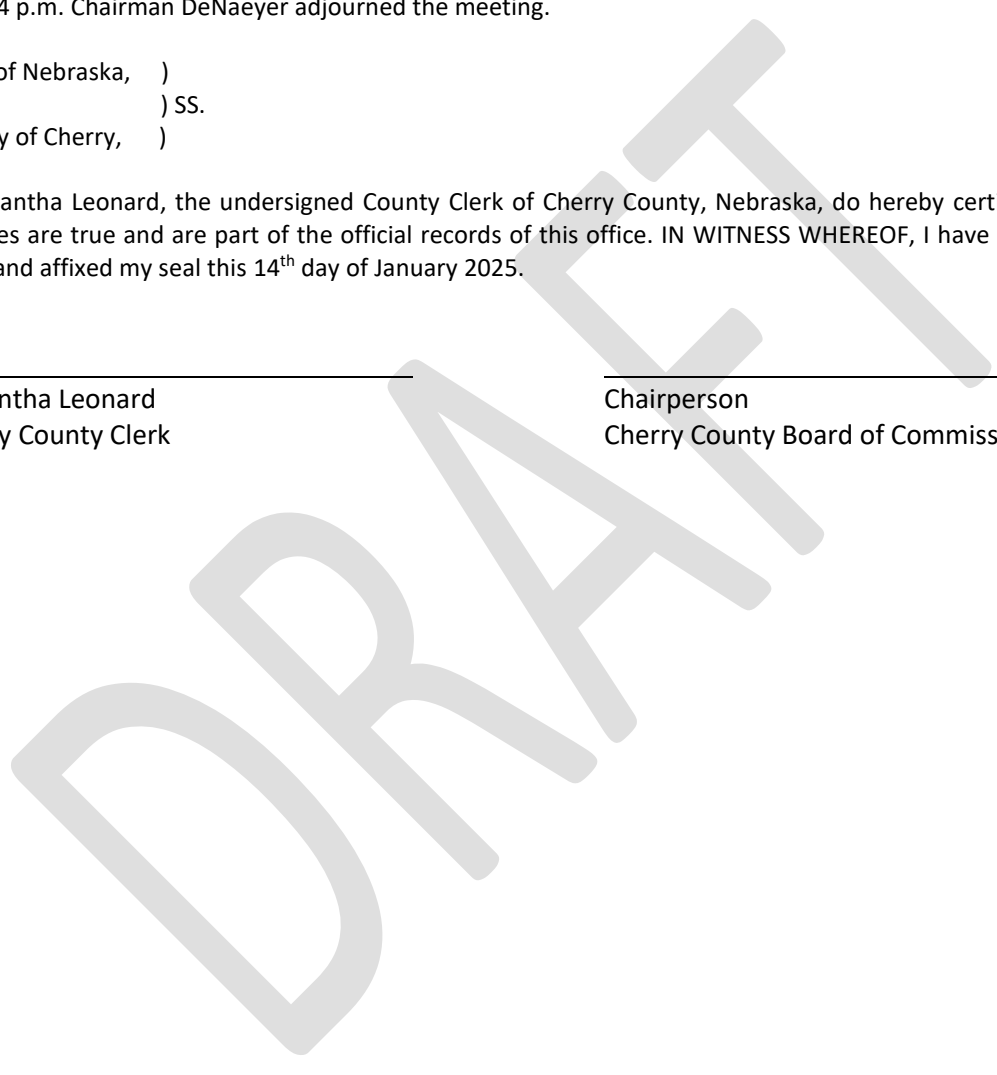 4 p.m. Chairman DeNaeyer adjourned the meeting.
of Nebraska, )
) SS.
y of Cherry, )
antha Leonard, the undersigned County Clerk of Cherry County, Nebraska, do hereby cert
es are true and are part of the official records of this office. IN WITNESS WHEREOF, I have
and affixed my seal this 14th day of January 2025.
ntha Leonard
Chairperson
y County Clerk
Cherry County Board of Commiss
DRAFT